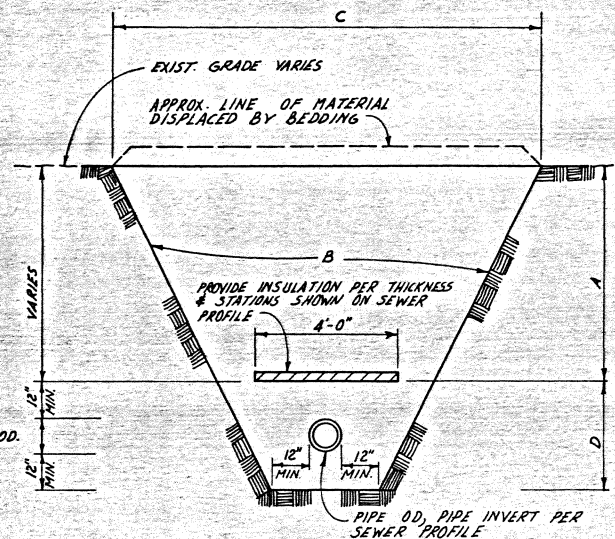 C
EXIST. GRADE VARIES
APPROX. LINE OF MATERIAL
DISPLACED BY BEDDING
B
PROVIDE INSULATION PER THICKNESS
& STATIONS SHOWN ON SEWER
PROFILE
4'-0"
VARIES
A
12"
MIN.
OD.
12"
MIN.
12"
MIN.
12"
MIN.
D
PIPE OD, PIPE INVERT PER
SEWER PROFILE